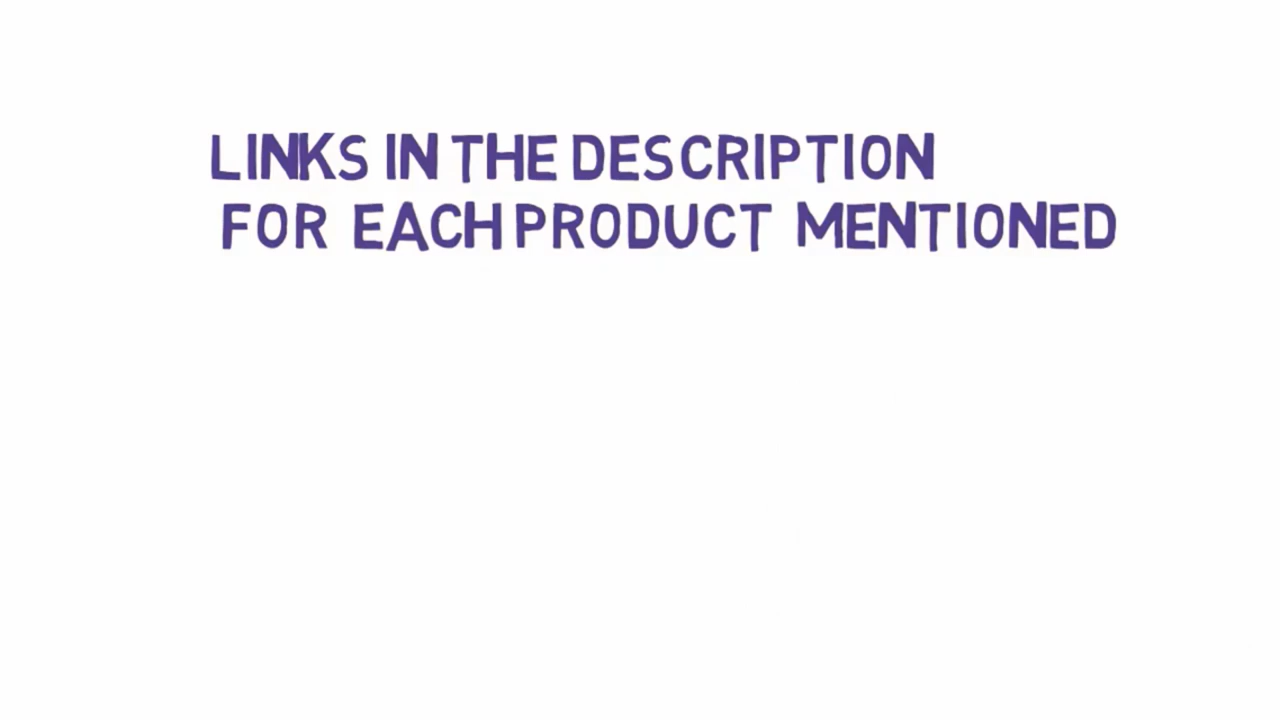 LINKS IN THE DESCRIPTION
FOR EACH PRODUCT MENTIONED